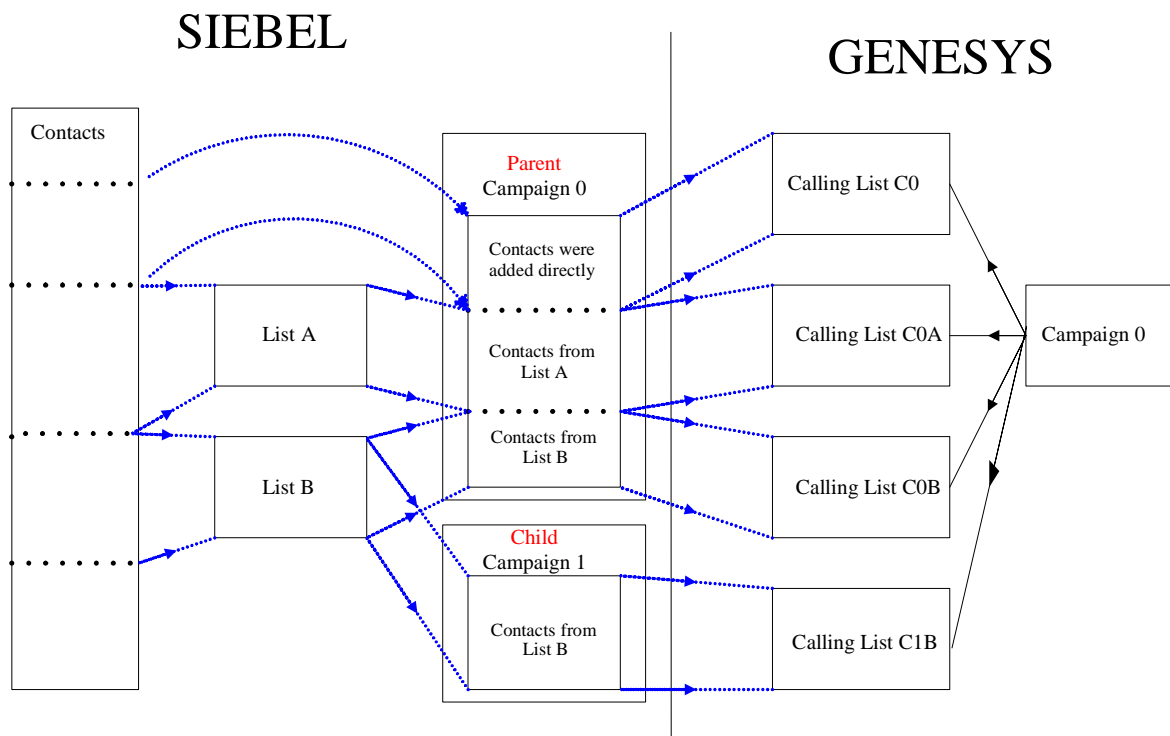 SIEBEL
GENESYS
Contacts
Parent
Campaign 0
Contacts were
added directly
List A
Contacts from
List A
Contacts from
List B
List B
Child
Campaign 1
Contacts from
List B
Calling List C0
Calling List C0A
Campaign 0
Calling List C0B
Calling List C1B